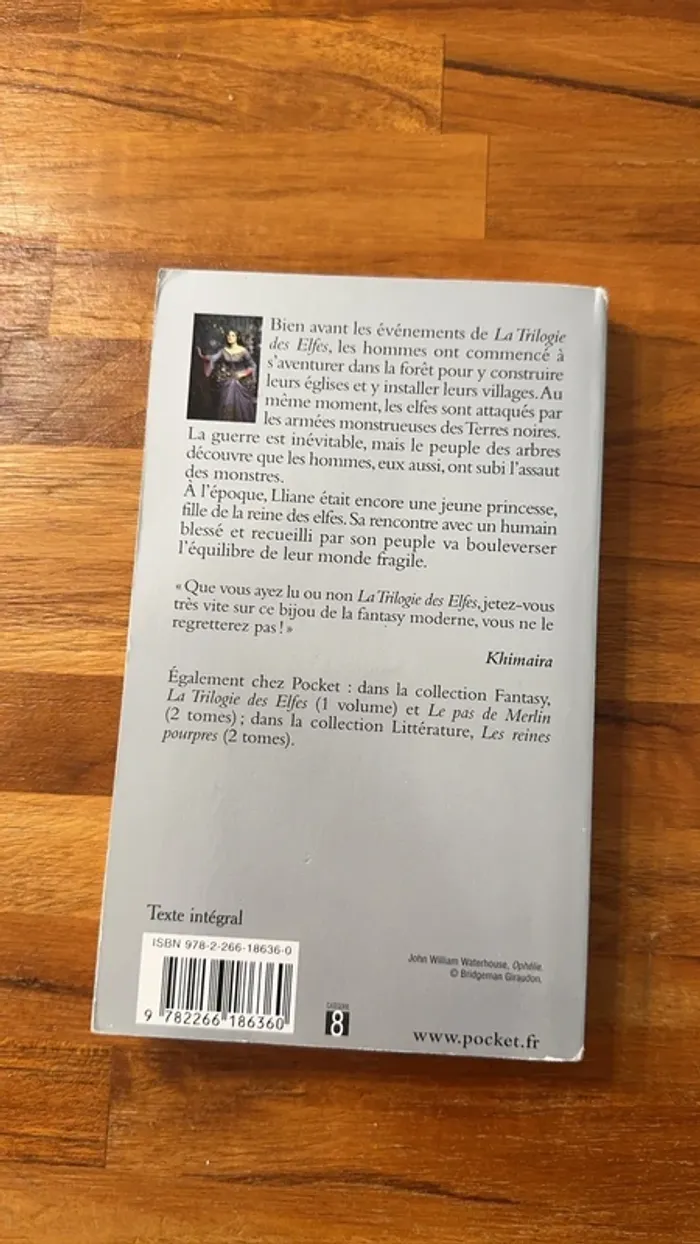 Bien avant les événements de La Trilogie
des Elfes, les hommes ont commencé à
s'aventurer dans la forêt pour y construire
leurs églises et y installer leurs villages. Au
même moment, les elfes sont attaqués par
les armées monstrueuses des Terres noires.
La guerre est inévitable, mais le peuple des arbres
découvre que les hommes, eux aussi, ont subi l'assaut
des monstres.
À l'époque, Lliane était encore une jeune princesse,
fille de la reine des elfes. Sa rencontre avec un humain
blessé et recueilli par son peuple va bouleverser
l'équilibre de leur monde fragile.
« Que vous ayez lu ou non La Trilogie des Elfes, jetez-vous
très vite sur ce bijou de la fantasy moderne, vous ne le
regretterez pas ! »
Khimaira
Également chez Pocket : dans la collection Fantasy,
La Trilogie des Elfes (1 volume) et Le pas de Merlin
(2 tomes) ; dans la collection Littérature, Les reines
pourpres (2 tomes).
Texte intégral
ISBN 978-2-266-18636-0
9 782266 186360
CATÉGORIE
8
John William Waterhouse, Ophélie.
© Bridgeman Giraudon.
www.pocket.fr